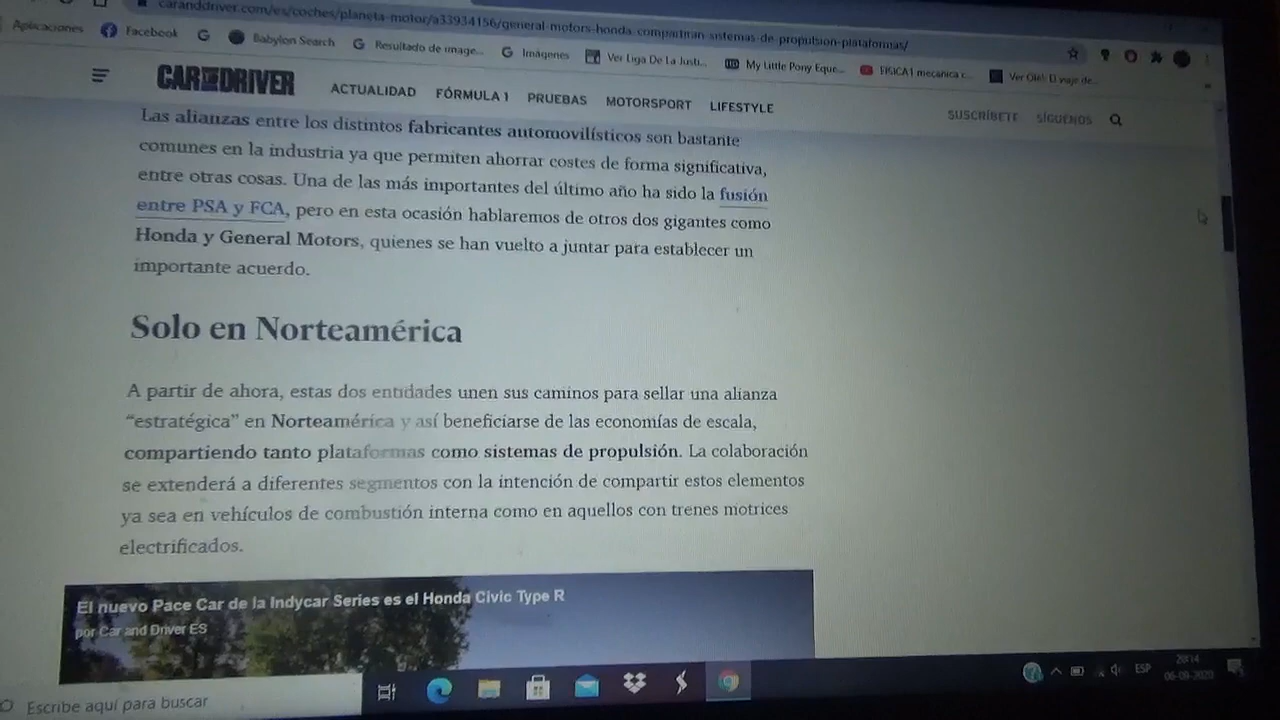 caranddriver.com/es/coches/planeta-motor/a33934156/general-motors-honda-compartiran-sistemas-de-propulsion-plataformas/
Aplicaciones Facebook Babylon Search Resultado de image... Imágenes Ver Liga De La Justi... My Little Pony Eque... FISICA1 mecanica c... Ver Olé! El viaje de...
CAR AND DRIVER ACTUALIDAD FÓRMULA 1 PRUEBAS MOTORSPORT LIFESTYLE SUSCRÍBETE SÍGUENOS
Las alianzas entre los distintos fabricantes automovilísticos son bastante
comunes en la industria ya que permiten ahorrar costes de forma significativa,
entre otras cosas. Una de las más importantes del último año ha sido la fusión
entre PSA y FCA, pero en esta ocasión hablaremos de otros dos gigantes como
Honda y General Motors, quienes se han vuelto a juntar para establecer un
importante acuerdo.
Solo en Norteamérica
A partir de ahora, estas dos entidades unen sus caminos para sellar una alianza
“estratégica” en Norteamérica y así beneficiarse de las economías de escala,
compartiendo tanto plataformas como sistemas de propulsión. La colaboración
se extenderá a diferentes segmentos con la intención de compartir estos elementos
ya sea en vehículos de combustión interna como en aquellos con trenes motrices
electrificados.
El nuevo Pace Car de la Indycar Series es el Honda Civic Type R
por Car and Driver ES
Escribe aquí para buscar
ESP
20:14
06-09-2020